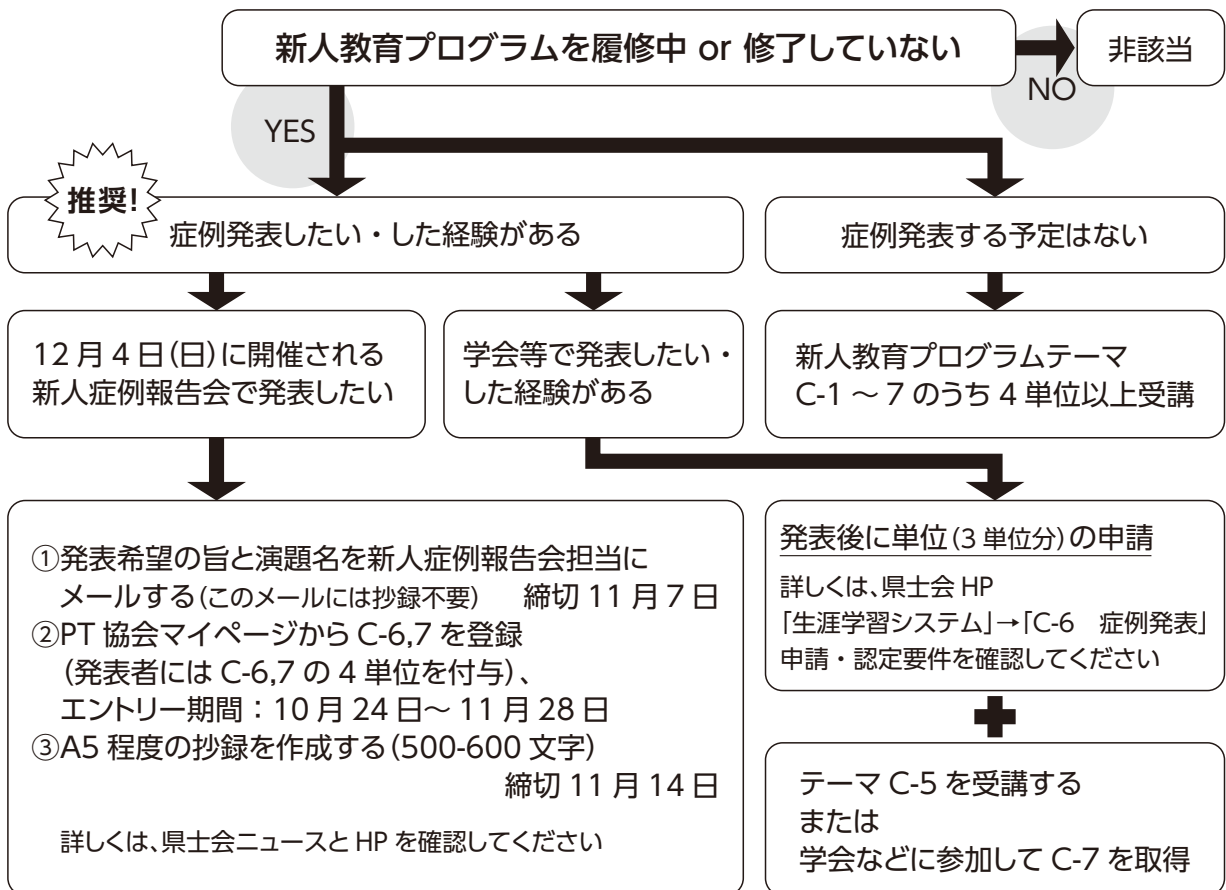 新人教育プログラムを履修中 or 修了していない
非該当
NO
YES
推奨!
症例発表したい・した経験がある
症例発表する予定はない
12月4日(日)に開催される
新人症例報告会で発表したい
学会等で発表したい・
した経験がある
新人教育プログラムテーマ
C-1 ～ 7 のうち 4 単位以上受講
①発表希望の旨と演題名を新人症例報告会担当に
メールする(このメールには抄録不要) 締切 11 月 7 日
②PT 協会マイページから C-6,7 を登録
(発表者には C-6,7 の 4 単位を付与)、
エントリー期間：10 月 24 日～ 11 月 28 日
③A5 程度の抄録を作成する(500-600 文字)
締切 11 月 14 日
詳しくは、県士会ニュースと HP を確認してください
発表後に単位(3 単位分)の申請
詳しくは、県士会 HP
「生涯学習システム」→「C-6 症例発表」
申請・認定要件を確認してください
テーマ C-5 を受講する
または
学会などに参加して C-7 を取得